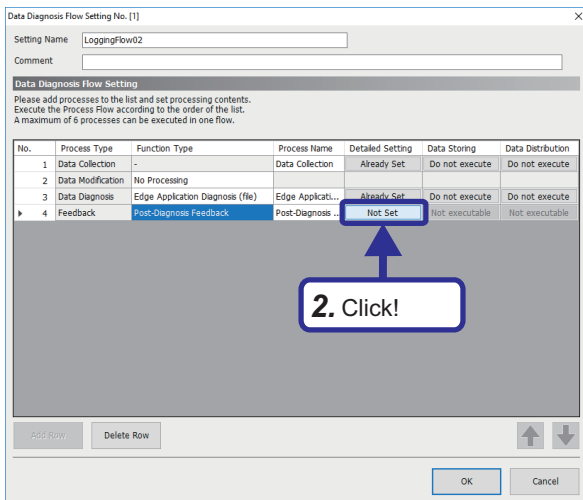 Data Diagnosis Flow Setting No. [1]
Setting Name LoggingFlow02
Comment
Data Diagnosis Flow Setting
Please add processes to the list and set processing contents.
Execute the Process Flow according to the order of the list.
A maximum of 6 processes can be executed in one flow.
No. Process Type Function Type Process Name Detailed Setting Data Storing Data Distribution
1 Data Collection - Data Collection Already Set Do not execute Do not execute
2 Data Modification No Processing
3 Data Diagnosis Edge Application Diagnosis (file) Edge Applicati... Already Set Do not execute Do not execute
4 Feedback Post-Diagnosis Feedback Post-Diagnosis ... Not Set Not executable Not executable
2. Click!
Add Row Delete Row
OK Cancel